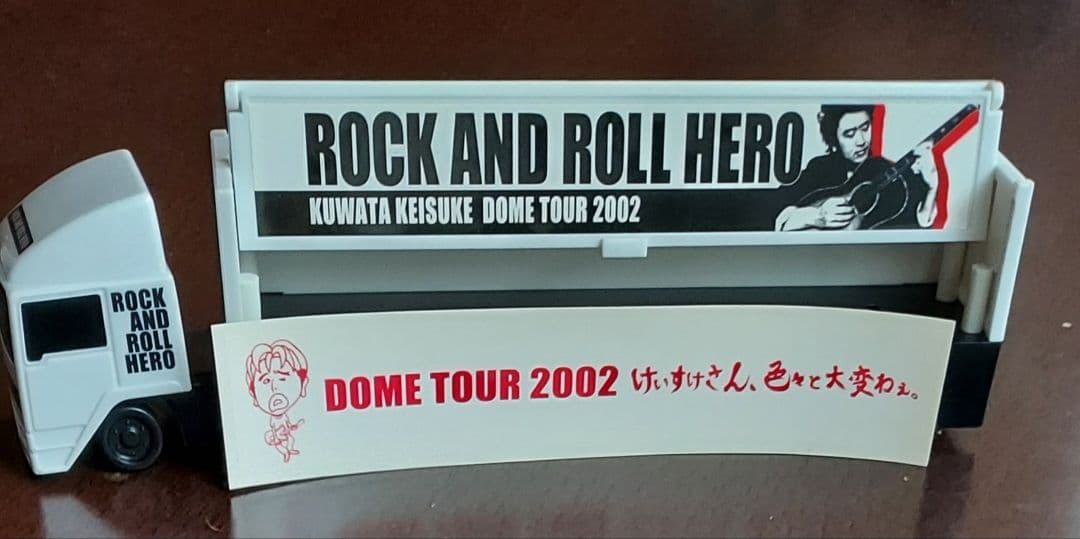 ROCK AND ROLL HERO
KUWATA KEISUKE DOME TOUR 2002
ROCK
AND
ROLL
HERO
DOME TOUR 2002 けいすけさん、色々と大変ねぇ。